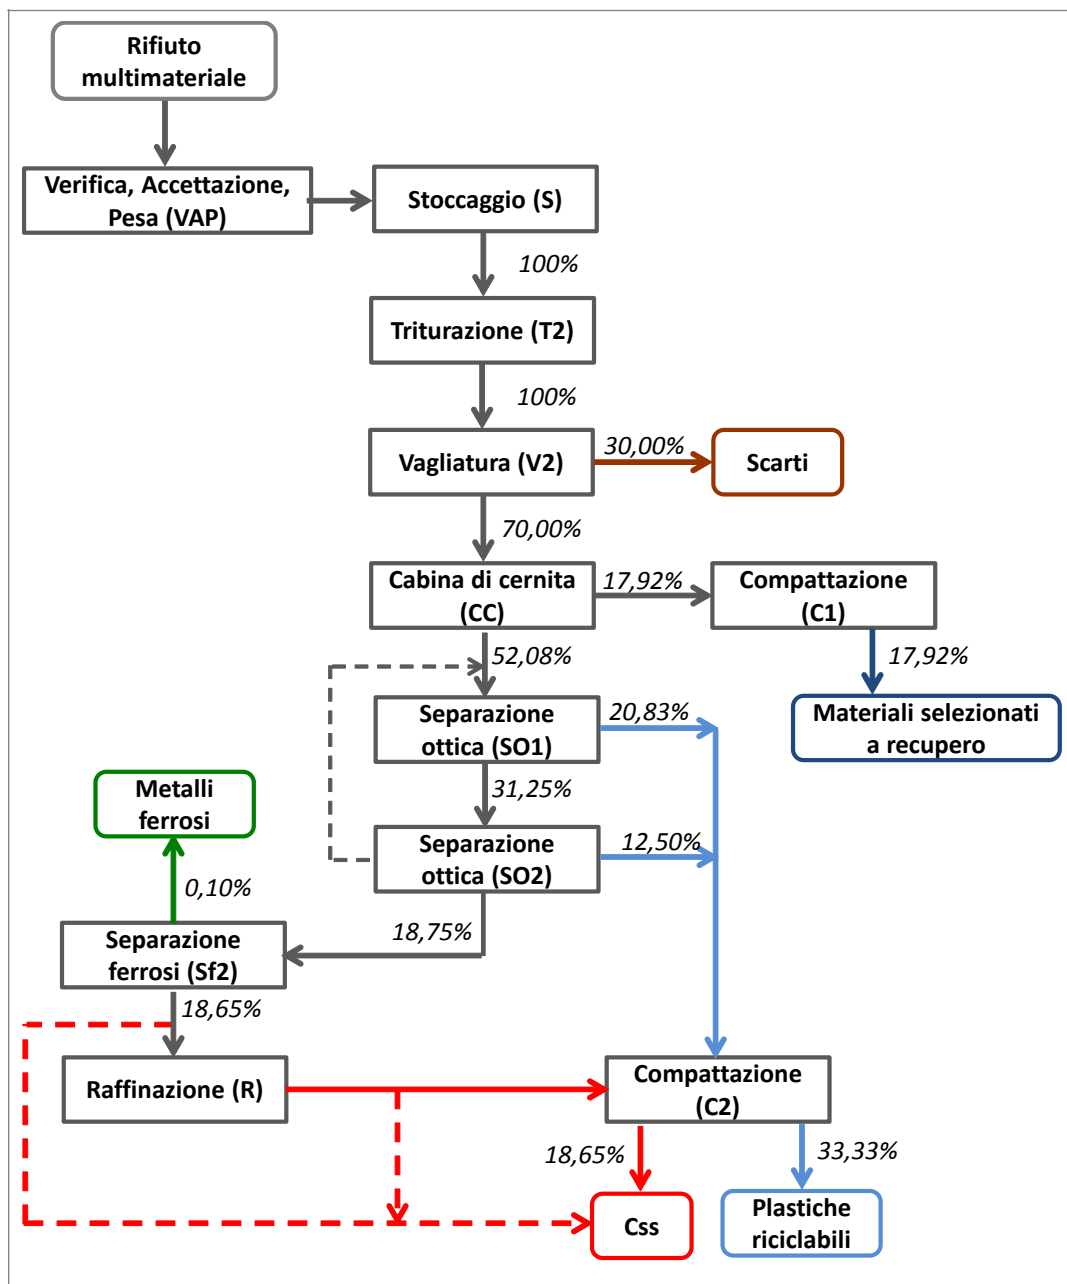 Rifiuto
multimateriale
Verifica, Accettazione,
Pesa (VAP)
Stoccaggio (S)
100%
Triturazione (T2)
100%
Vagliatura (V2)
30,00%
Scarti
70,00%
Cabina di cernita
(CC)
17,92%
Compattazione
(C1)
52,08%
17,92%
Separazione
ottica (SO1)
20,83%
Materiali selezionati
a recupero
31,25%
Metalli
ferrosi
Separazione
ottica (SO2)
12,50%
0,10%
18,75%
Separazione
ferrosi (Sf2)
18,65%
Raffinazione (R)
Compattazione
(C2)
18,65%
33,33%
Css
Plastiche
riciclabili